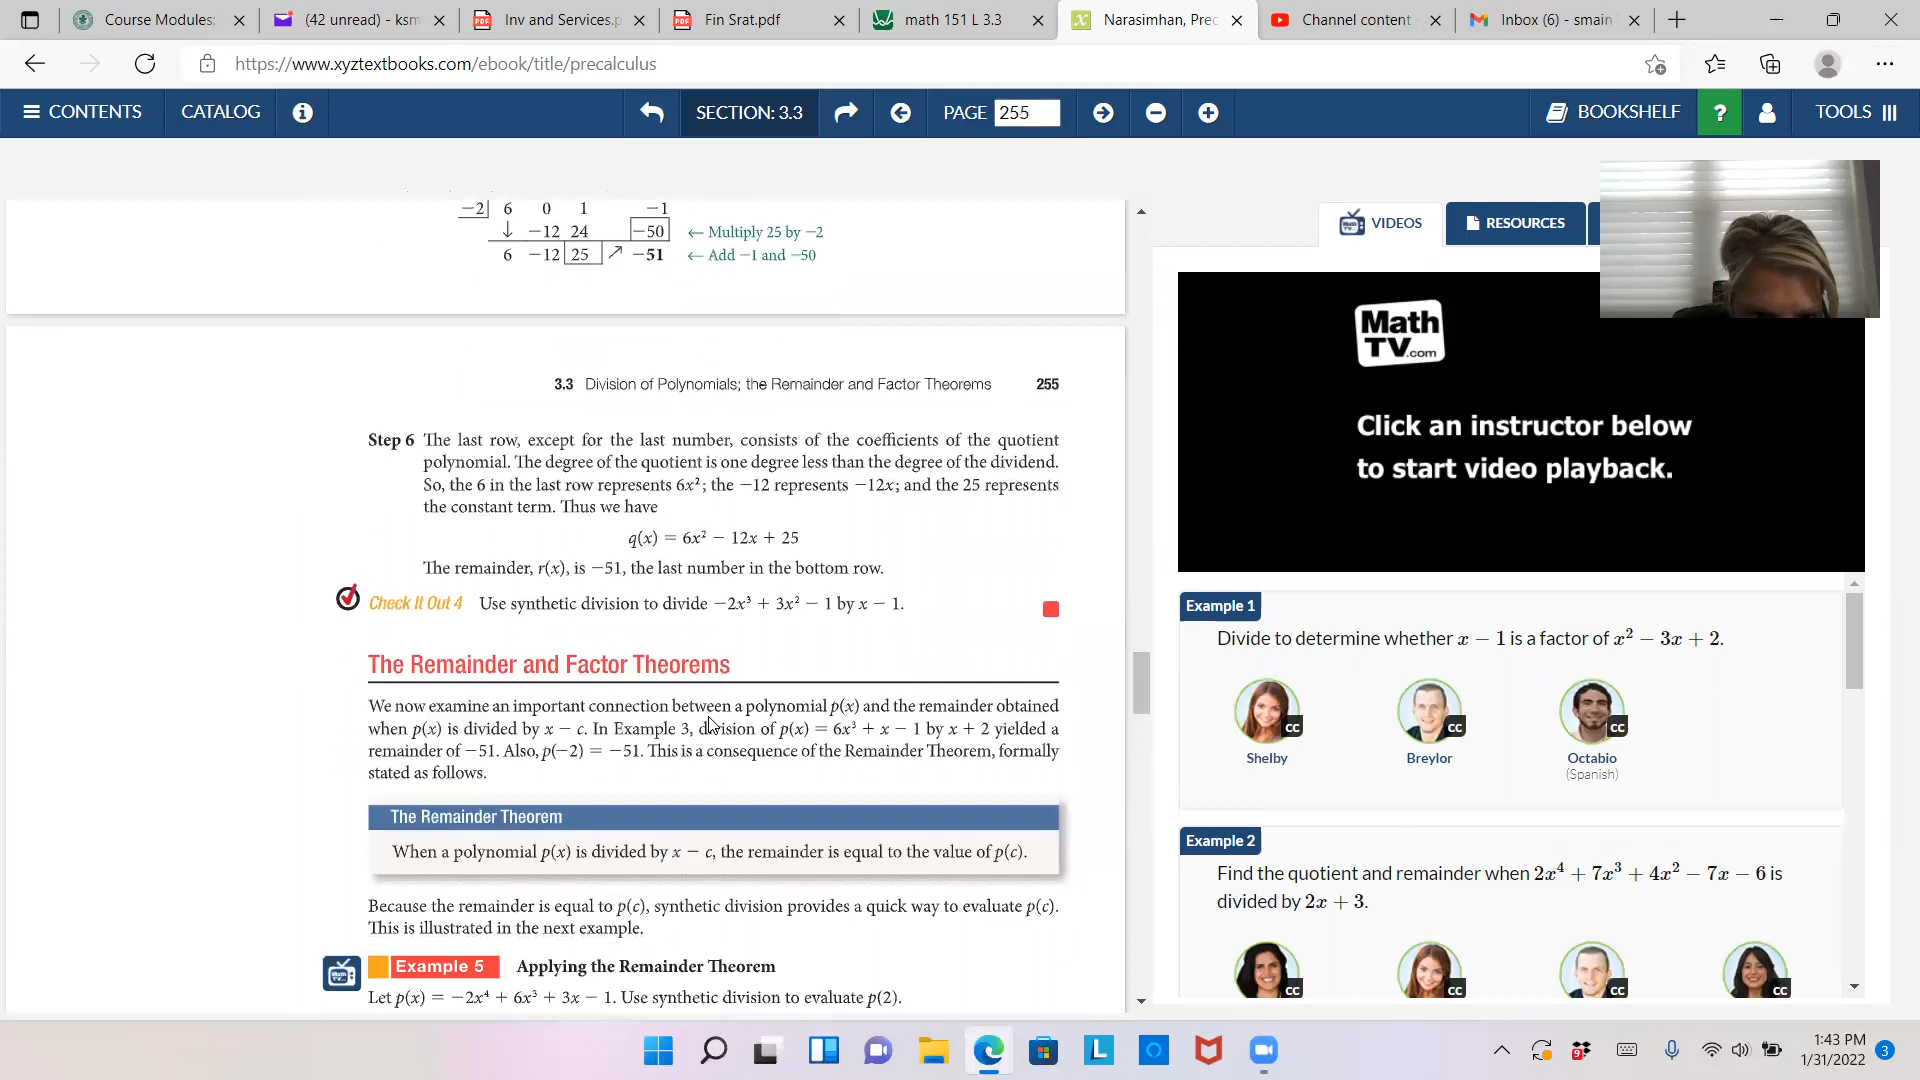 Course Modules:
(42 unread) - ksm
Inv and Services.p
Fin Srat.pdf
math 151 L 3.3
Narasimhan, Prec
Channel content
Inbox (6) - smain
https://www.xyztextbooks.com/ebook/title/precalculus
CONTENTS
CATALOG
SECTION: 3.3
PAGE 255
BOOKSHELF
?
TOOLS
−2 6 0 1 −1
↓ −12 24 −50 ← Multiply 25 by −2
6 −12 25 ↗ −51 ← Add −1 and −50
3.3 Division of Polynomials; the Remainder and Factor Theorems 255
Step 6 The last row, except for the last number, consists of the coefficients of the quotient
polynomial. The degree of the quotient is one degree less than the degree of the dividend.
So, the 6 in the last row represents 6x²; the −12 represents −12x; and the 25 represents
the constant term. Thus we have
q(x) = 6x² − 12x + 25
The remainder, r(x), is −51, the last number in the bottom row.
Check It Out 4 Use synthetic division to divide −2x³ + 3x² − 1 by x − 1.
The Remainder and Factor Theorems
We now examine an important connection between a polynomial p(x) and the remainder obtained
when p(x) is divided by x − c. In Example 3, division of p(x) = 6x³ + x − 1 by x + 2 yielded a
remainder of −51. Also, p(−2) = −51. This is a consequence of the Remainder Theorem, formally
stated as follows.
The Remainder Theorem
When a polynomial p(x) is divided by x − c, the remainder is equal to the value of p(c).
Because the remainder is equal to p(c), synthetic division provides a quick way to evaluate p(c).
This is illustrated in the next example.
Example 5 Applying the Remainder Theorem
Let p(x) = −2x⁴ + 6x³ + 3x − 1. Use synthetic division to evaluate p(2).
VIDEOS
RESOURCES
Math
TV.com
Click an instructor below
to start video playback.
Example 1
Divide to determine whether x − 1 is a factor of x² − 3x + 2.
CC
CC
CC
Shelby
Breylor
Octabio
(Spanish)
Example 2
Find the quotient and remainder when 2x⁴ + 7x³ + 4x² − 7x − 6 is
divided by 2x + 3.
CC
CC
CC
CC
1:43 PM
1/31/2022
3